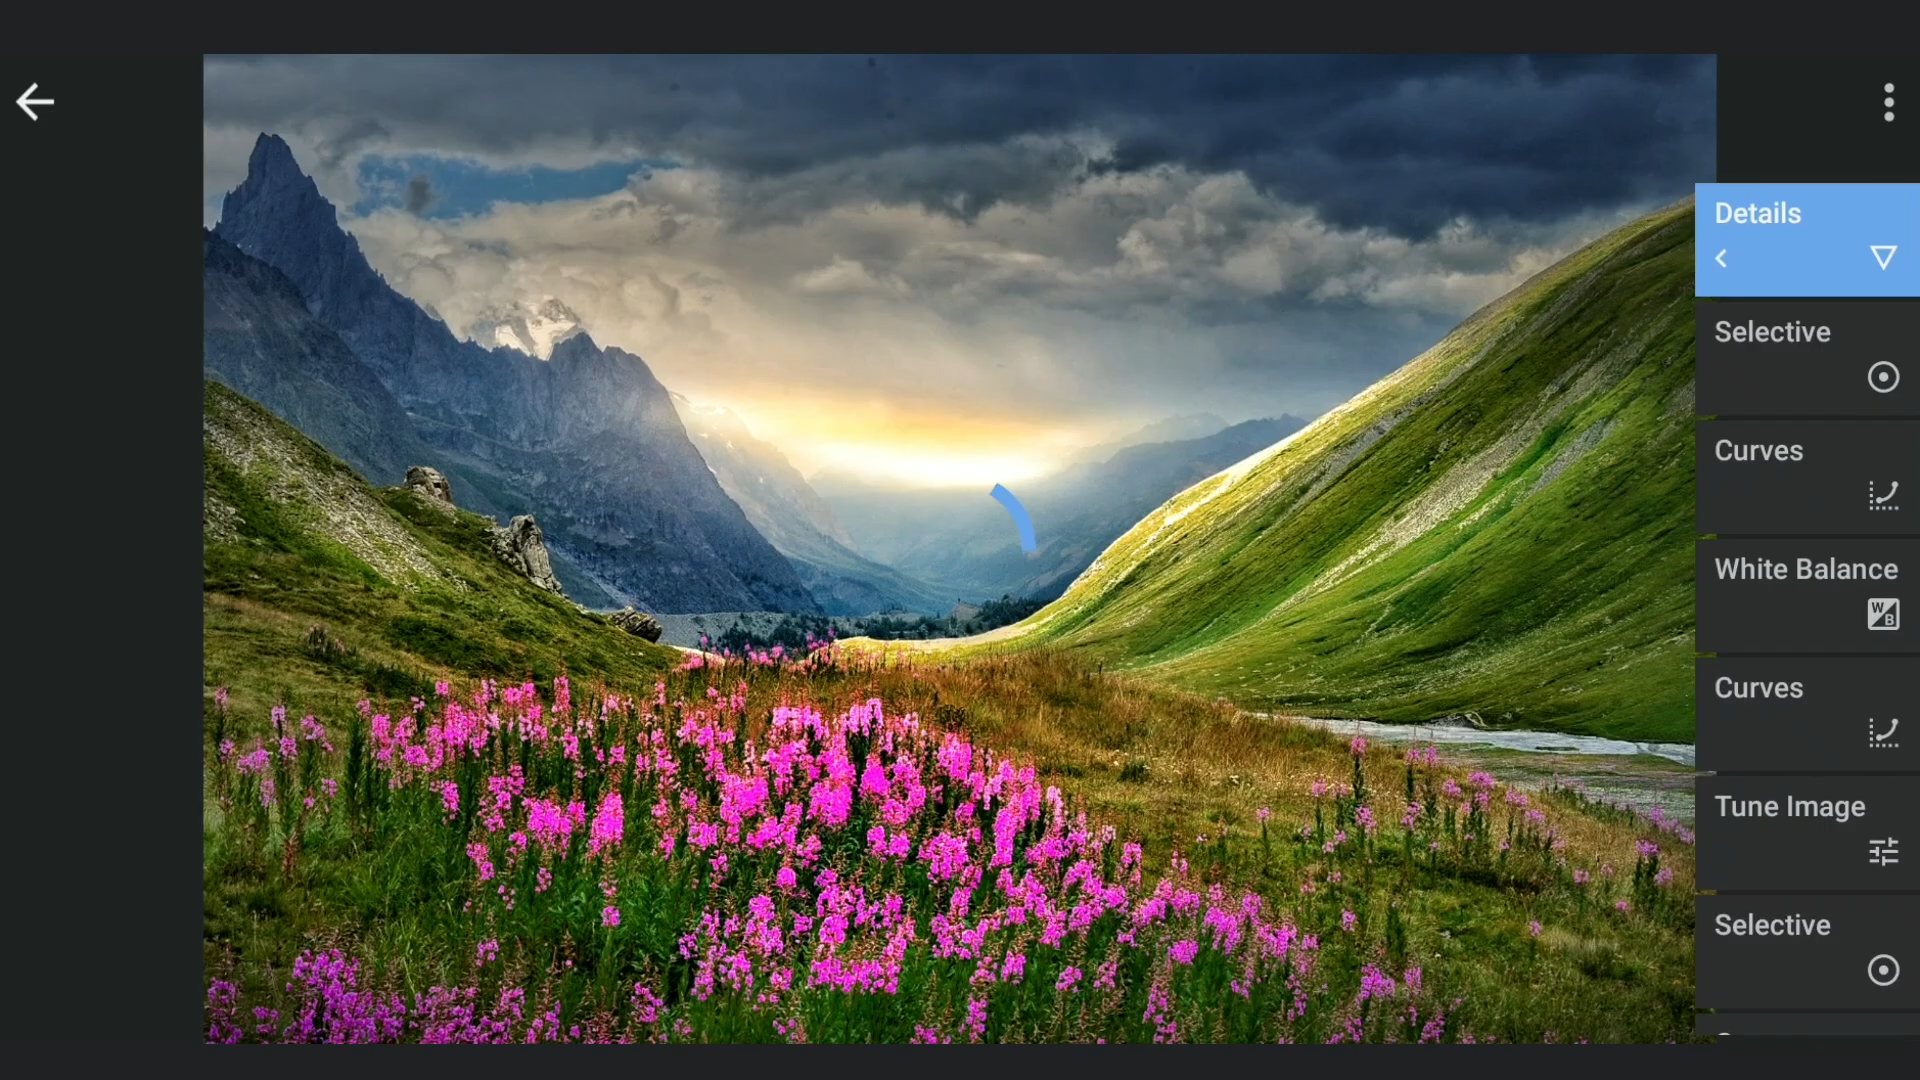 Details
Selective
Curves
White Balance
W
B
Curves
Tune Image
Selective